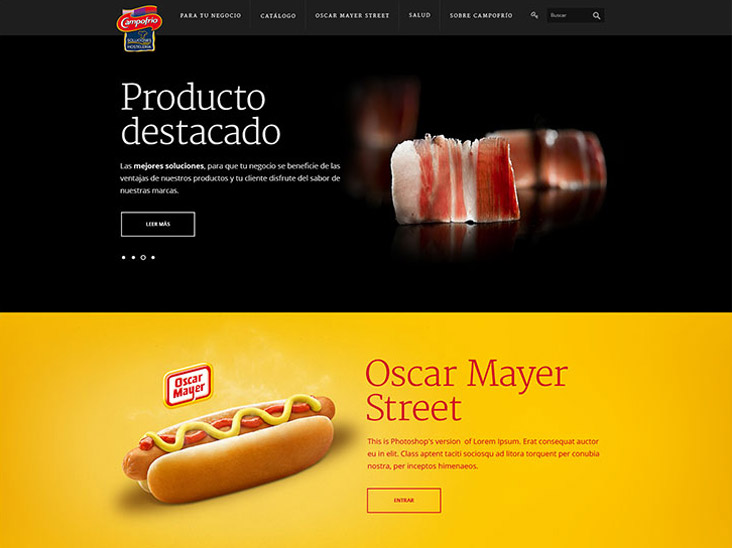 Campofrío
SOLUCIONES
HOSTELERÍA
PARA TU NEGOCIO
CATÁLOGO
OSCAR MAYER STREET
SALUD
SOBRE CAMPOFRÍO
Buscar
Producto
destacado
Las mejores soluciones, para que tu negocio se beneficie de las
ventajas de nuestros productos y tu cliente disfrute del sabor de
nuestras marcas.
LEER MÁS
Oscar
Mayer
Oscar Mayer
Street
This is Photoshop's version of Lorem Ipsum. Erat consequat auctor
eu in elit. Class aptent taciti sociosqu ad litora torquent per conubia
nostra, per inceptos himenaeos.
ENTRAR